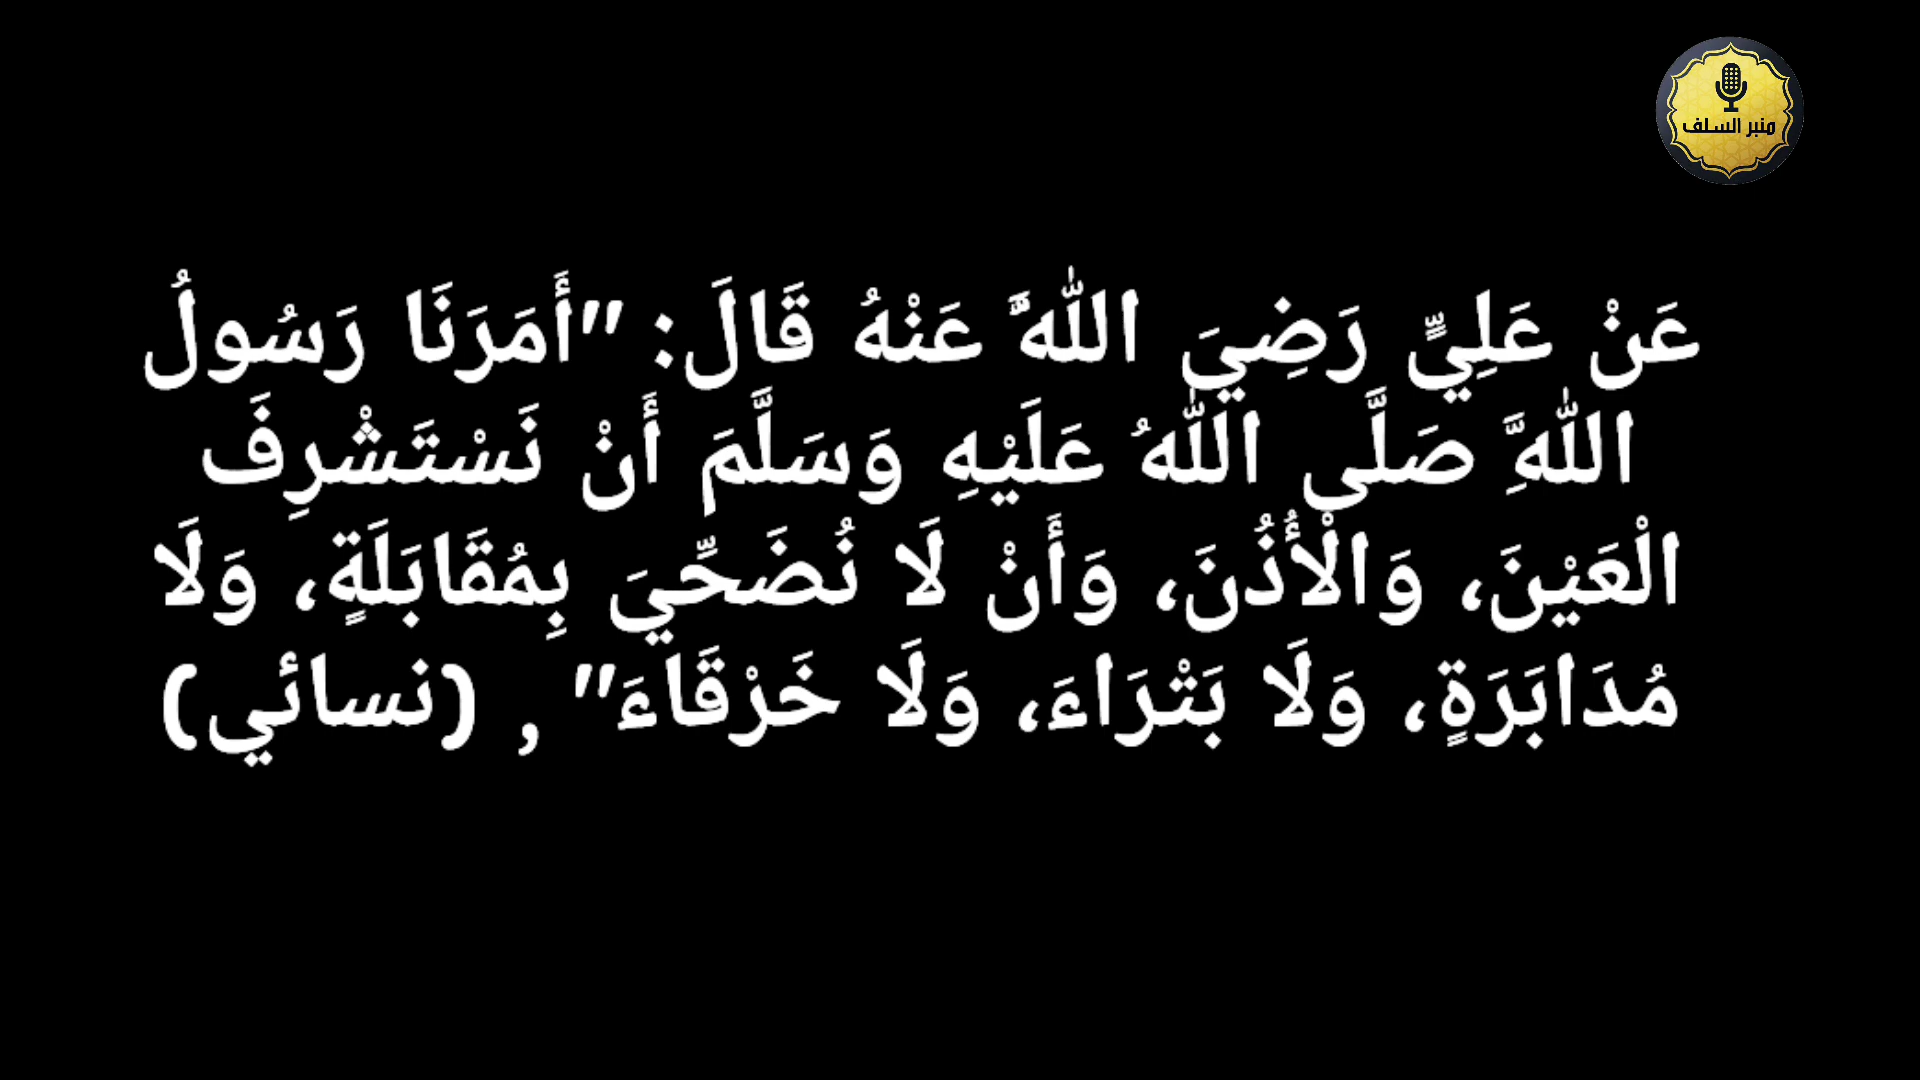 منبر السلف
عَنْ عَلِيٍّ رَضِيَ اللَّهُ عَنْهُ قَالَ: "أَمَرَنَا رَسُولُ
اللَّهِ صَلَّى اللَّهُ عَلَيْهِ وَسَلَّمَ أَنْ نَسْتَشْرِفَ
الْعَيْنَ، وَالْأُذُنَ، وَأَنْ لَا نُضَحِّيَ بِمُقَابَلَةٍ، وَلَا
مُدَابَرَةٍ، وَلَا بَتْرَاءَ، وَلَا خَرْقَاءَ" , (نسائي)